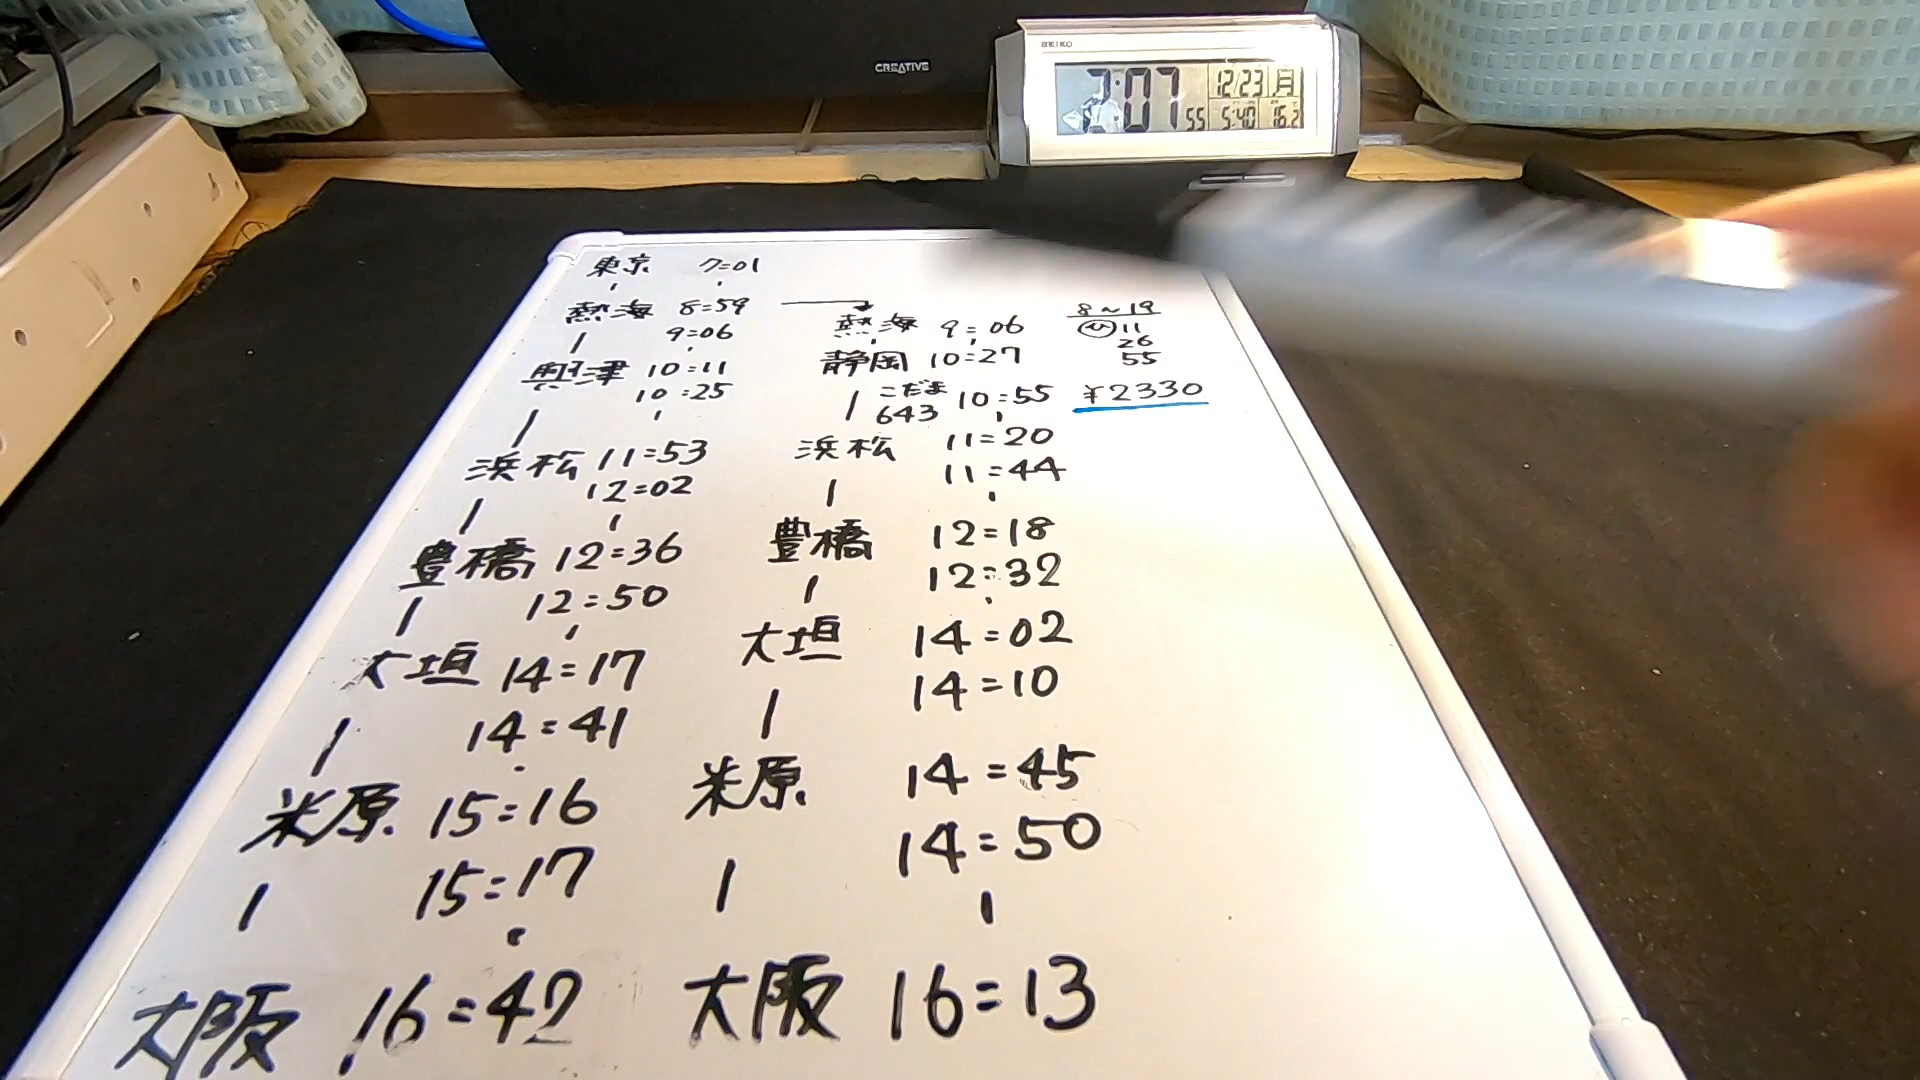 CREATIVE
SEIKO
:07 55
12/23 月
5:40 16.2
東京 7=01
熱海 8=59
9=06
興津 10=11
10=25
浜松 11=53
12=02
豊橋 12=36
12=50
大垣 14=17
14=41
米原 15=16
15=17
大阪 16=42
熱海 9=06
静岡 10=27
こだま 643 10=55
浜松 11=20
11=44
豊橋 12=18
12=32
大垣 14=02
14=10
米原 14=45
14=50
大阪 16=13
8~19
11
26
55
¥2330